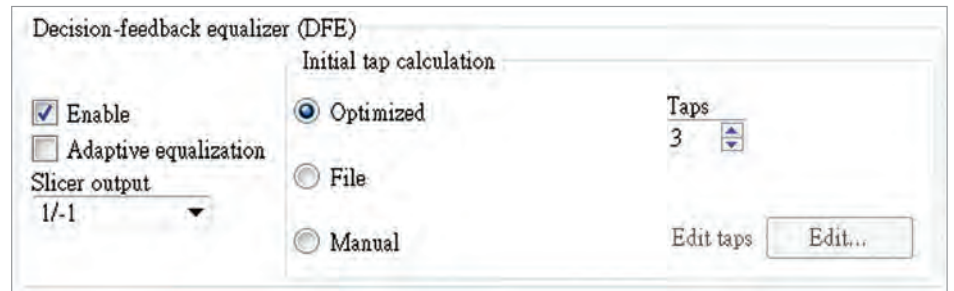 Decision-feedback equalizer (DFE)
Initial tap calculation
Enable
Adaptive equalization
Slicer output
1/-1
Optimized
File
Manual
Taps
3
Edit taps
Edit...